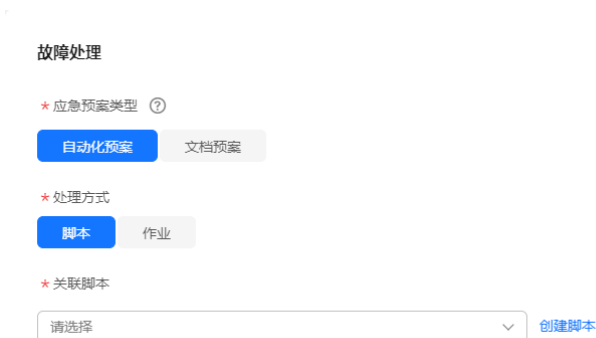 故障处理
* 应急预案类型 ?
自动化预案 文档预案
* 处理方式
脚本 作业
* 关联脚本
请选择 创建脚本